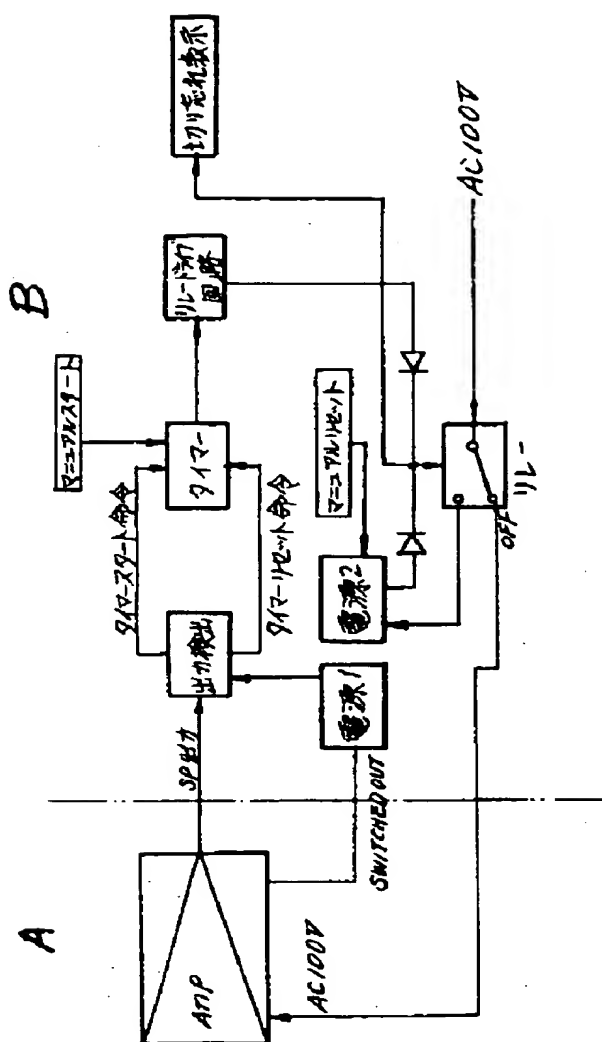 A
B
AMP
AC100V
SP出力
SWITCHED OUT
出力検出
電源1
タイマースタート命令
タイマーリセット命令
マニュアルスタート
タイマー
リレードライブ
回路
切り忘れ表示
マニュアルリセット
電源2
OFF
リレー
AC100V